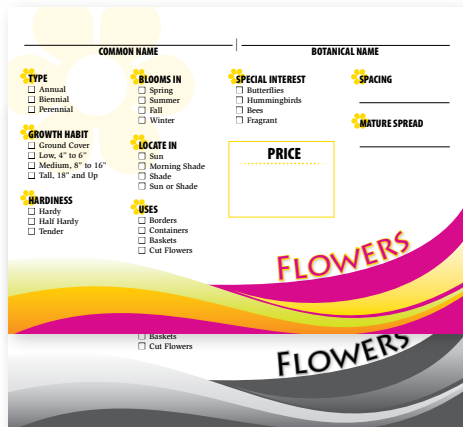 COMMON NAME
BOTANICAL NAME
TYPE
☐ Annual
☐ Biennial
☐ Perennial
GROWTH HABIT
☐ Ground Cover
☐ Low, 4" to 6"
☐ Medium, 8" to 16"
☐ Tall, 18" and Up
HARDINESS
☐ Hardy
☐ Half Hardy
☐ Tender
BLOOMS IN
☐ Spring
☐ Summer
☐ Fall
☐ Winter
LOCATE IN
☐ Sun
☐ Morning Shade
☐ Shade
☐ Sun or Shade
USES
☐ Borders
☐ Containers
☐ Baskets
☐ Cut Flowers
SPECIAL INTEREST
☐ Butterflies
☐ Hummingbirds
☐ Bees
☐ Fragrant
PRICE
SPACING
MATURE SPREAD
FLOWERS
☐ Baskets
☐ Cut Flowers
FLOWERS